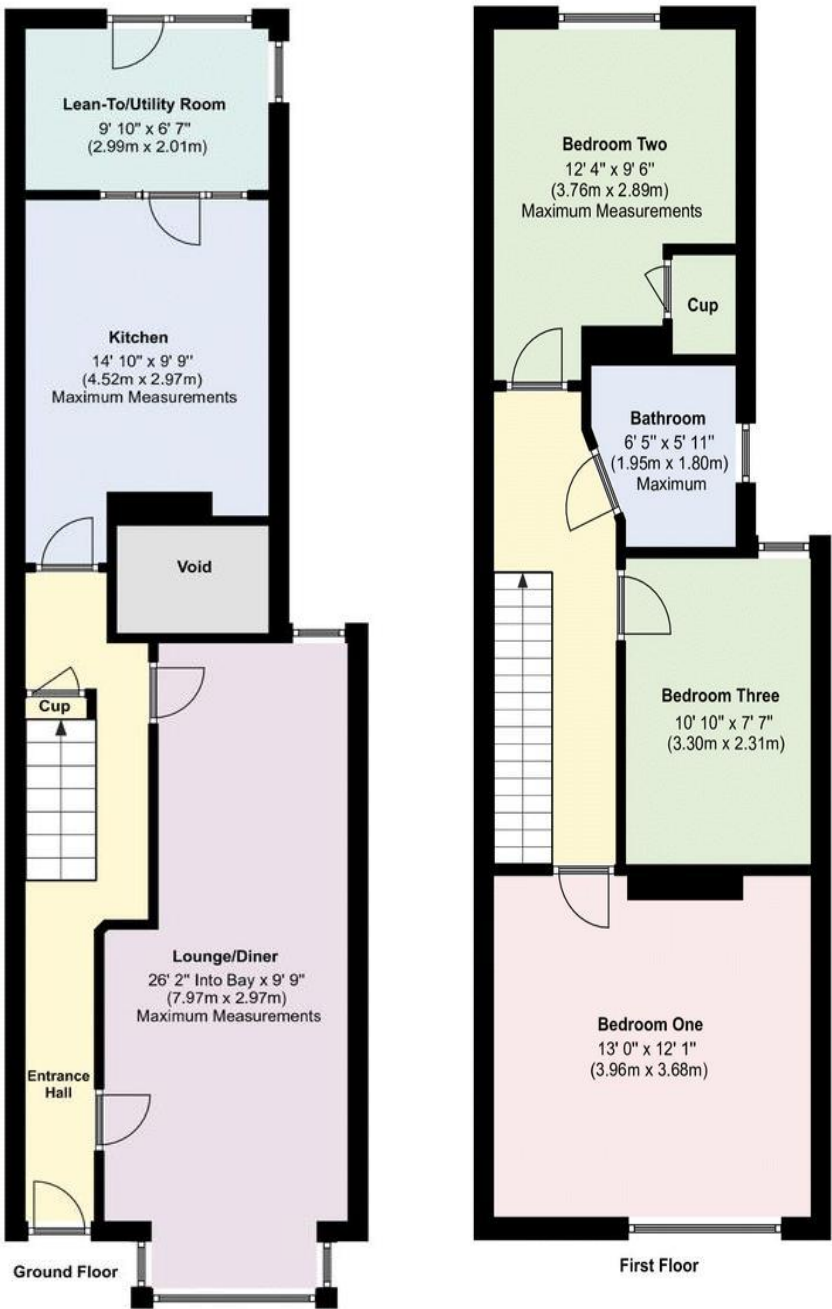 Lean-To/Utility Room
9' 10" x 6' 7"
(2.99m x 2.01m)
Kitchen
14' 10" x 9' 9"
(4.52m x 2.97m)
Maximum Measurements
Void
Cup
Lounge/Diner
26' 2" Into Bay x 9' 9"
(7.97m x 2.97m)
Maximum Measurements
Entrance
Hall
Ground Floor
Bedroom Two
12' 4" x 9' 6"
(3.76m x 2.89m)
Maximum Measurements
Cup
Bathroom
6' 5" x 5' 11"
(1.95m x 1.80m)
Maximum
Bedroom Three
10' 10" x 7' 7"
(3.30m x 2.31m)
Bedroom One
13' 0" x 12' 1"
(3.96m x 3.68m)
First Floor